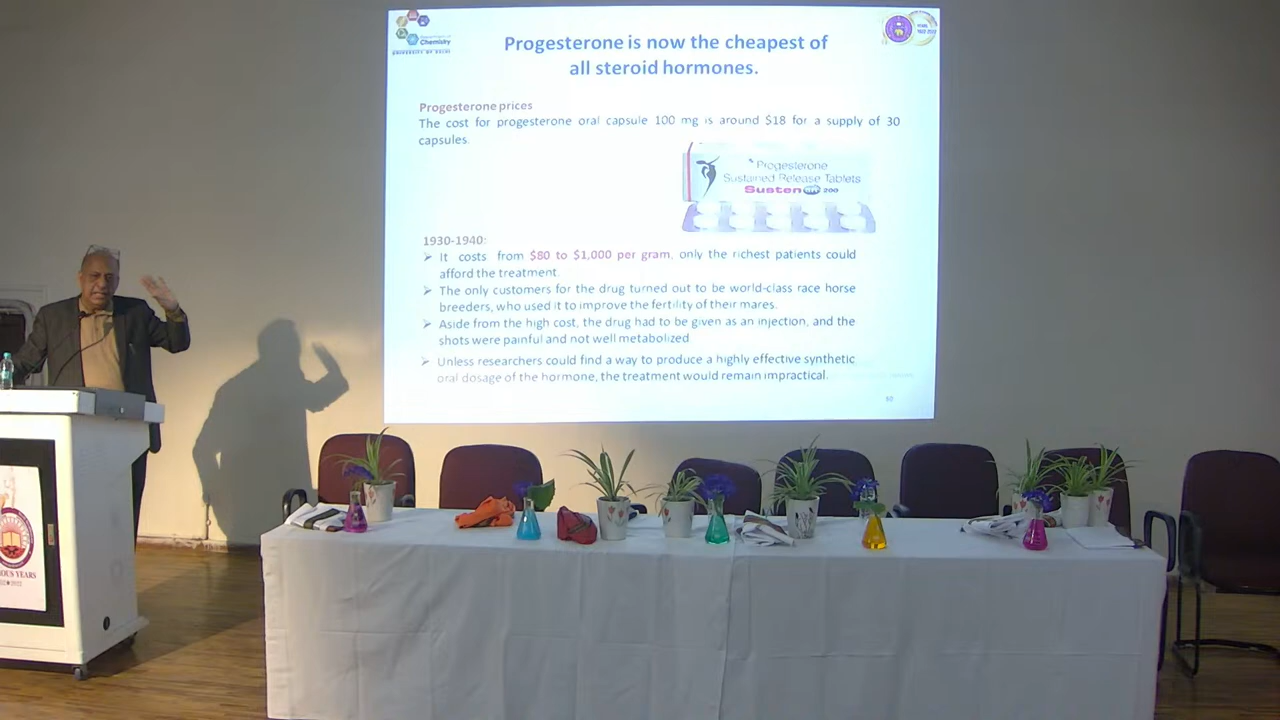 Department of
Chemistry
UNIVERSITY OF DELHI
Progesterone is now the cheapest of
all steroid hormones.
Progesterone prices
The cost for progesterone oral capsule 100 mg is around $18 for a supply of 30
capsules.
Progesterone
Sustained Release Tablets
Susten 200
1930-1940:
➢ It costs from $80 to $1,000 per gram, only the richest patients could
afford the treatment.
➢ The only customers for the drug turned out to be world-class race horse
breeders, who used it to improve the fertility of their mares.
➢ Aside from the high cost, the drug had to be given as an injection, and the
shots were painful and not well metabolized
➢ Unless researchers could find a way to produce a highly effective synthetic
oral dosage of the hormone, the treatment would remain impractical.
YEARS